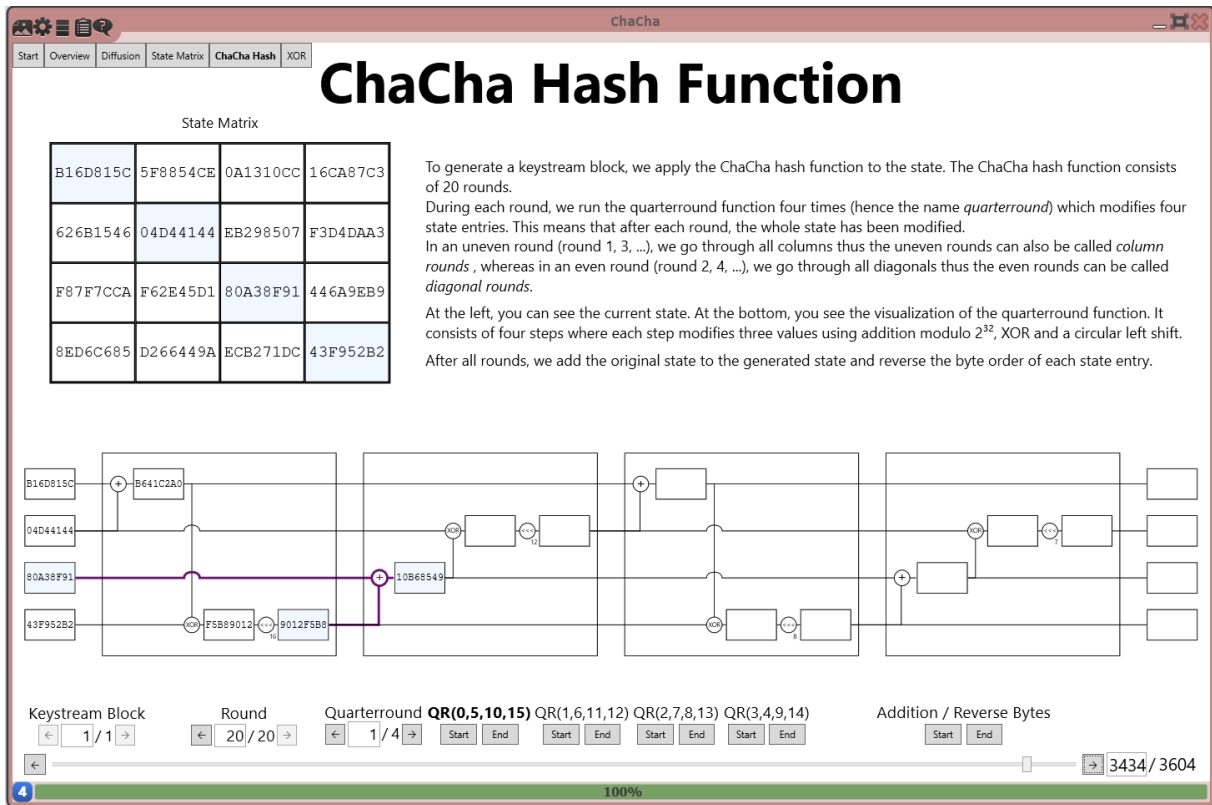 ChaCha
Start Overview Diffusion State Matrix ChaCha Hash XOR
ChaCha Hash Function
State Matrix
B16D815C 5F8854CE 0A1310CC 16CA87C3
626B1546 04D44144 EB298507 F3D4DAA3
F87F7CCA F62E45D1 80A38F91 446A9EB9
8ED6C685 D266449A ECB271DC 43F952B2
To generate a keystream block, we apply the ChaCha hash function to the state. The ChaCha hash function consists
of 20 rounds.
During each round, we run the quarterround function four times (hence the name quarterround) which modifies four
state entries. This means that after each round, the whole state has been modified.
In an uneven round (round 1, 3, ...), we go through all columns thus the uneven rounds can also be called column
rounds , whereas in an even round (round 2, 4, ...), we go through all diagonals thus the even rounds can be called
diagonal rounds.
At the left, you can see the current state. At the bottom, you see the visualization of the quarterround function. It
consists of four steps where each step modifies three values using addition modulo 2³², XOR and a circular left shift.
After all rounds, we add the original state to the generated state and reverse the byte order of each state entry.
B16D815C + B641C2A0 +
04D44144 XOR <<< 12 XOR <<< 7
80A38F91 + 10B68549 +
43F952B2 XOR F5B89012 <<< 16 9012F5B8 XOR <<< 8
Keystream Block Round Quarterround QR(0,5,10,15) QR(1,6,11,12) QR(2,7,8,13) QR(3,4,9,14) Addition / Reverse Bytes
← 1 / 1 → ← 20 / 20 → ← 1 / 4 → Start End Start End Start End Start End Start End
← → 3434 / 3604
4 100%